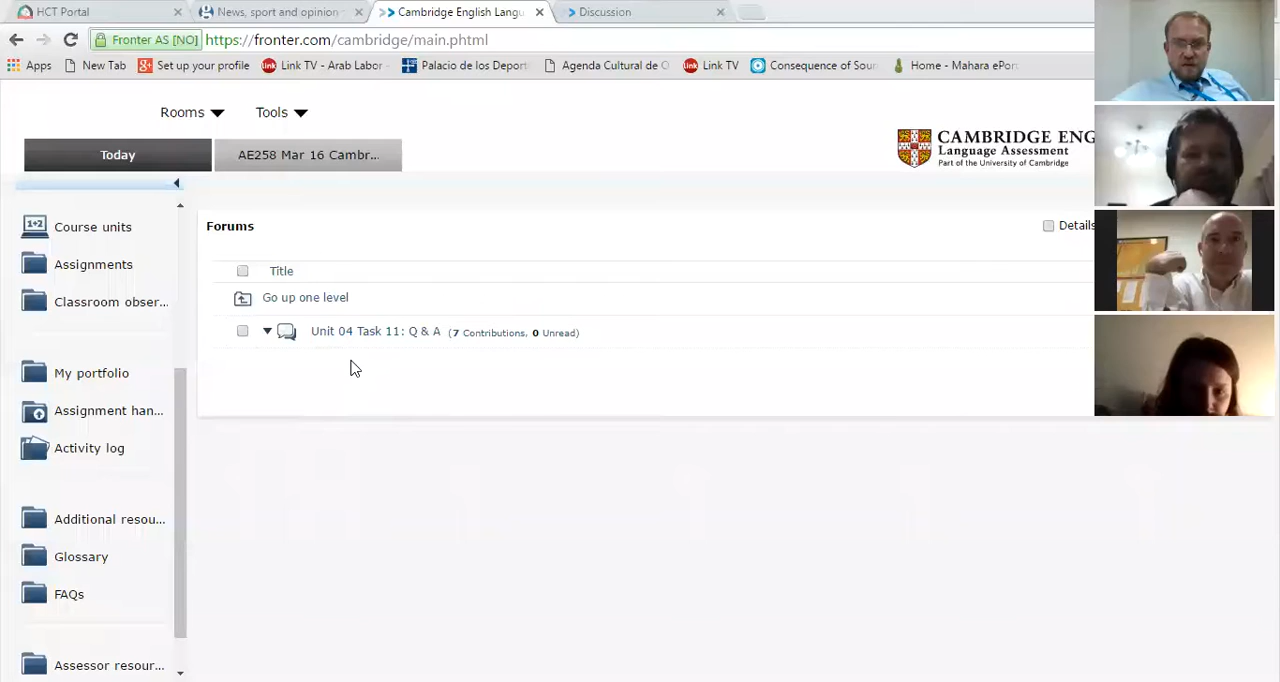 HCT Portal
News, sport and opinion
Cambridge English Langu
Discussion
Fronter AS [NO]
https://fronter.com/cambridge/main.phtml
Apps
New Tab
Set up your profile
Link TV - Arab Labor
Palacio de los Deport
Agenda Cultural de
Link TV
Consequence of Soun
Home - Mahara ePort
Rooms
Tools
Today
AE258 Mar 16 Cambr...
CAMBRIDGE ENG
Language Assessment
Part of the University of Cambridge
Course units
Assignments
Classroom obser...
My portfolio
Assignment han...
Activity log
Additional resou...
Glossary
FAQs
Assessor resour...
Forums
Details
Title
Go up one level
Unit 04 Task 11: Q & A (7 Contributions, 0 Unread)